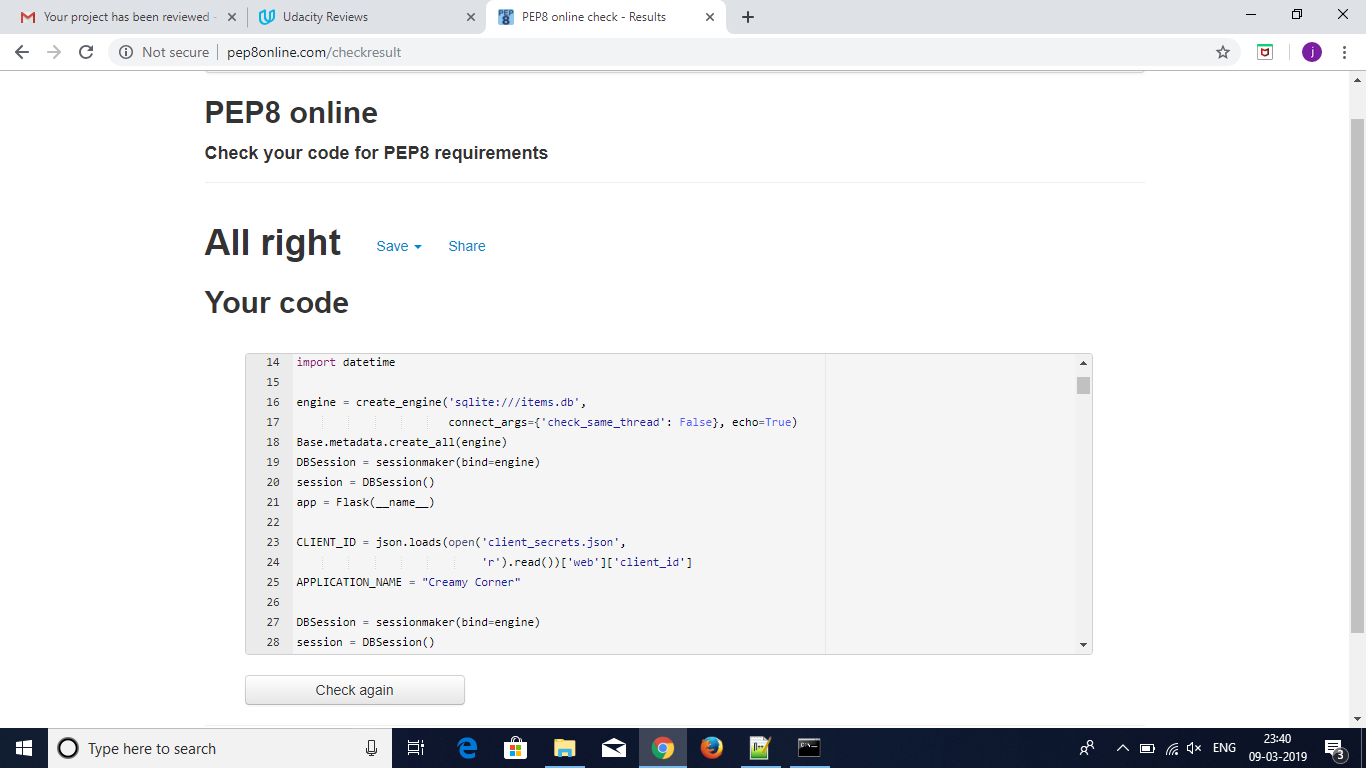 Your project has been reviewed -
Udacity Reviews
PEP8 online check - Results
Not secure
pep8online.com/checkresult
j
PEP8 online
Check your code for PEP8 requirements
All right
Save
Share
Your code
14 import datetime
15
16 engine = create_engine('sqlite:///items.db',
17 connect_args={'check_same_thread': False}, echo=True)
18 Base.metadata.create_all(engine)
19 DBSession = sessionmaker(bind=engine)
20 session = DBSession()
21 app = Flask(__name__)
22
23 CLIENT_ID = json.loads(open('client_secrets.json',
24 'r').read())['web']['client_id']
25 APPLICATION_NAME = "Creamy Corner"
26
27 DBSession = sessionmaker(bind=engine)
28 session = DBSession()
Check again
Type here to search
ENG
23:40
09-03-2019
3